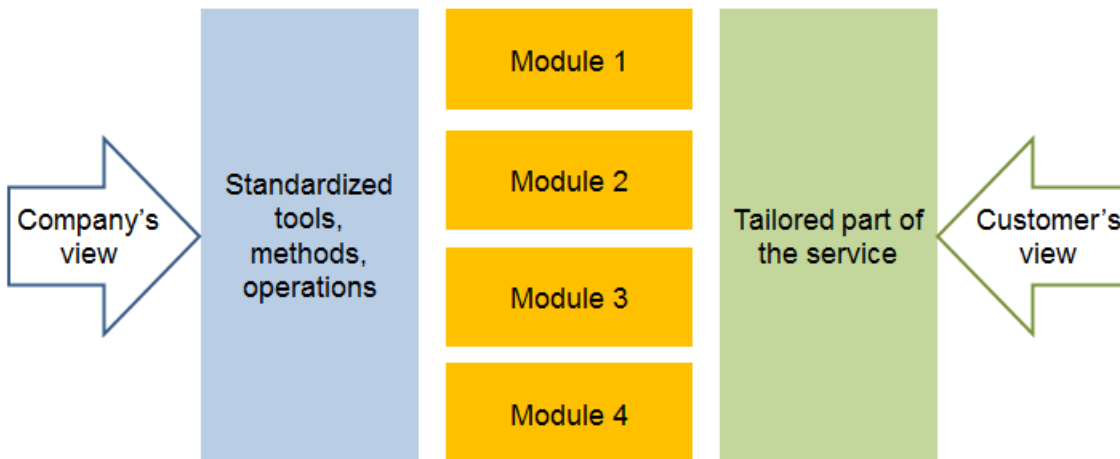 Company’s
view
Standardized
tools,
methods,
operations
Module 1
Module 2
Module 3
Module 4
Tailored part of
the service
Customer’s
view